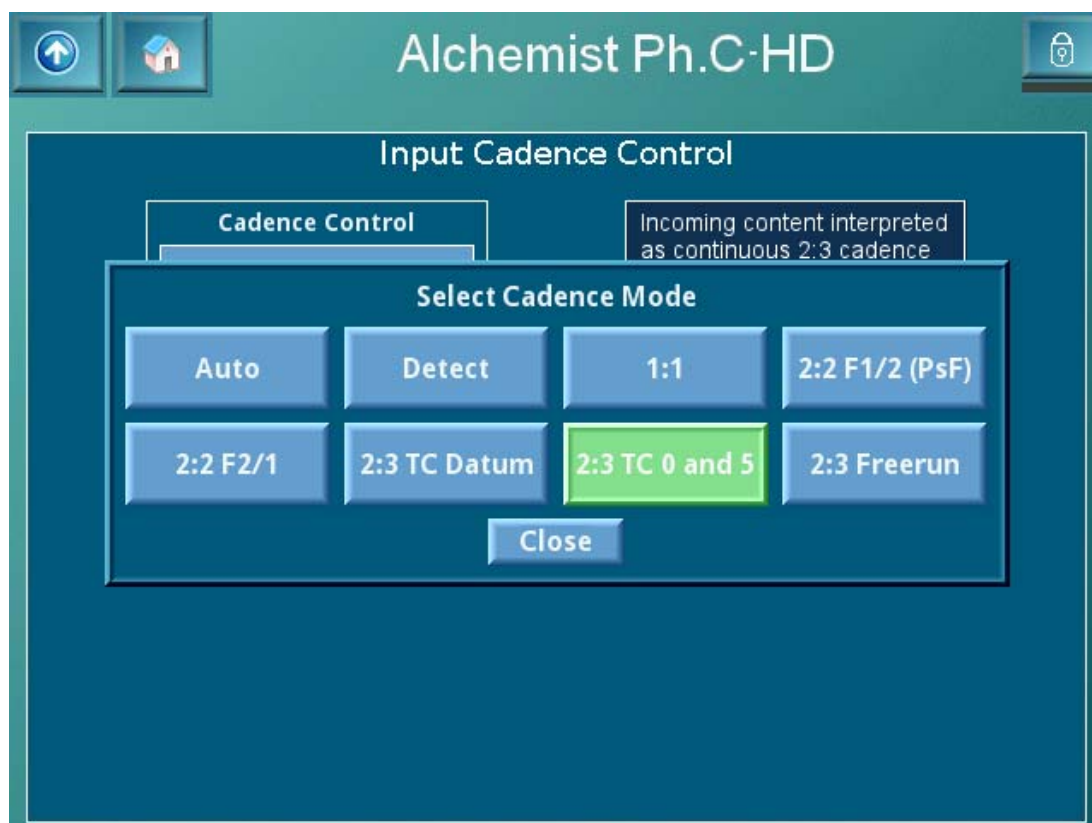 Alchemist Ph.C-HD
Input Cadence Control
Cadence Control
Incoming content interpreted
as continuous 2:3 cadence
Select Cadence Mode
Auto
Detect
1:1
2:2 F1/2 (PsF)
2:2 F2/1
2:3 TC Datum
2:3 TC 0 and 5
2:3 Freerun
Close